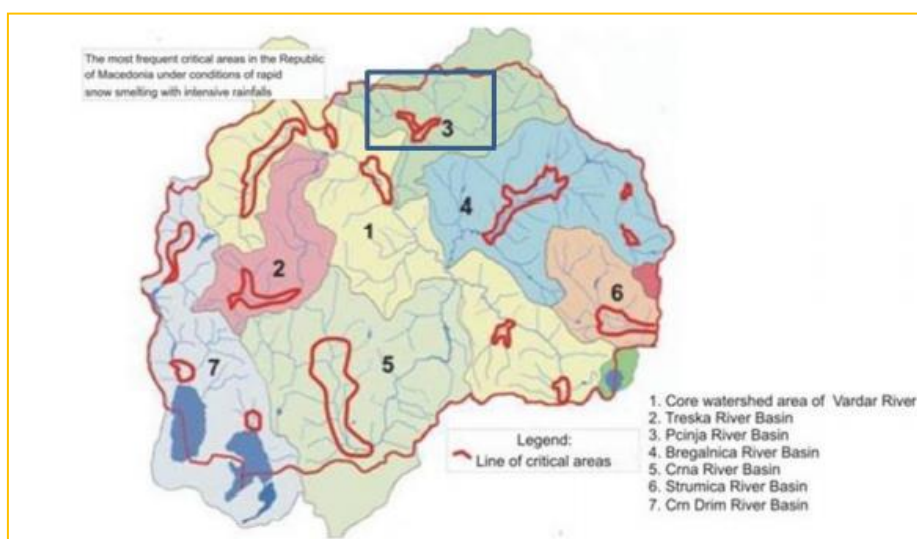 The most frequent critical areas in the Republic
of Macedonia under conditions of rapid
snow smelting with intensive rainfalls
3
4
1
2
6
5
7
Legend:
Line of critical areas
1. Core watershed area of Vardar River
2. Treska River Basin
3. Pcinja River Basin
4. Bregalnica River Basin
5. Crna River Basin
6. Strumica River Basin
7. Crn Drim River Basin